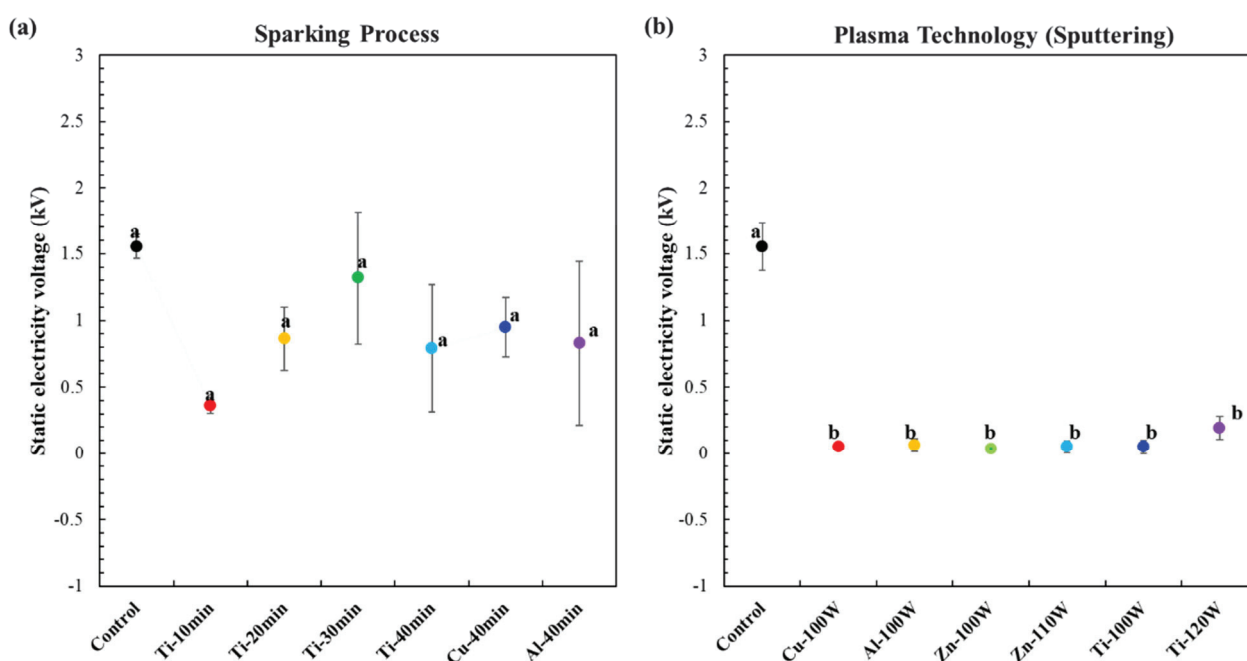 (a)
Sparking Process
3
2.5
2
1.5
1
0.5
0
-0.5
-1
Static electricity voltage (kV)
a
a
a
a
a
a
a
Control
Ti-10min
Ti-20min
Ti-30min
Ti-40min
Cu-40min
Al-40min
(b)
Plasma Technology (Sputtering)
3
2.5
2
1.5
1
0.5
0
-0.5
-1
Static electricity voltage (kV)
a
b
b
b
b
b
b
Control
Cu-100W
Al-100W
Zn-100W
Zn-110W
Ti-100W
Ti-120W